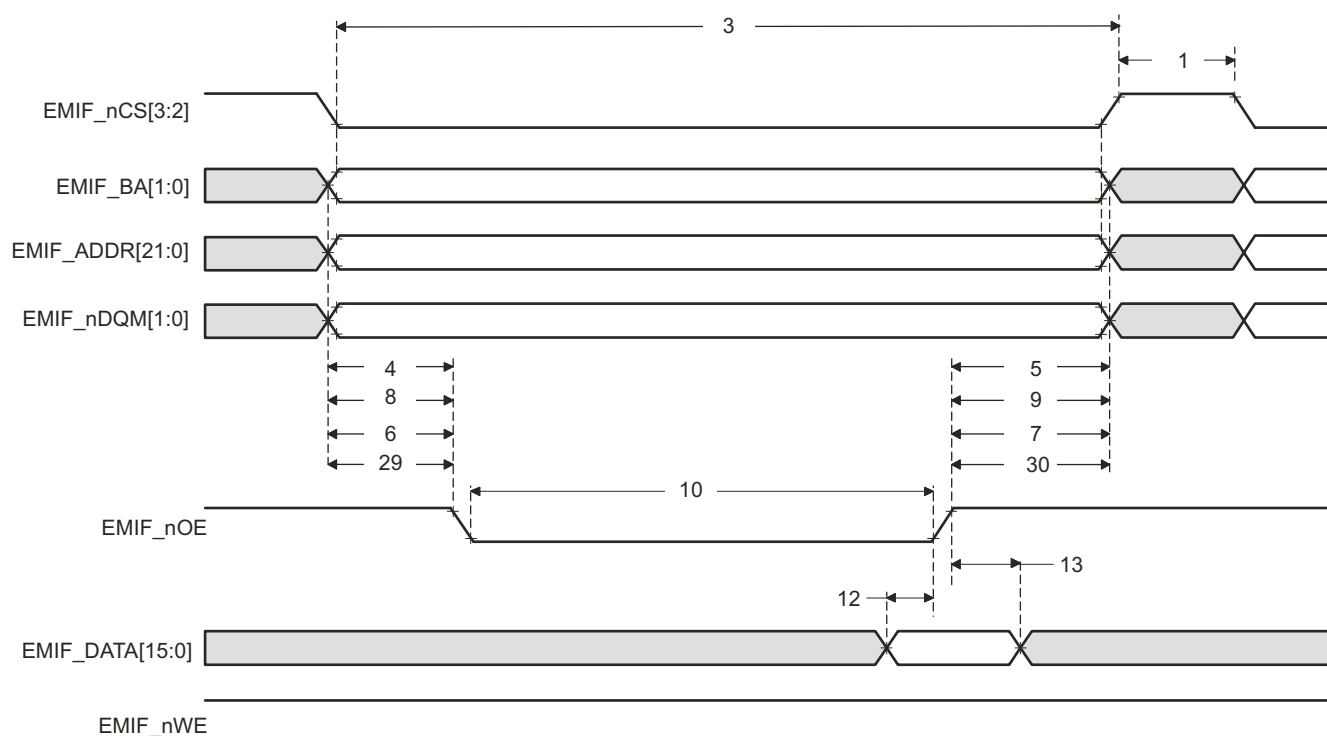 3
1
EMIF_nCS[3:2]
EMIF_BA[1:0]
EMIF_ADDR[21:0]
EMIF_nDQM[1:0]
4
5
8
9
6
7
29
30
10
EMIF_nOE
13
12
EMIF_DATA[15:0]
EMIF_nWE